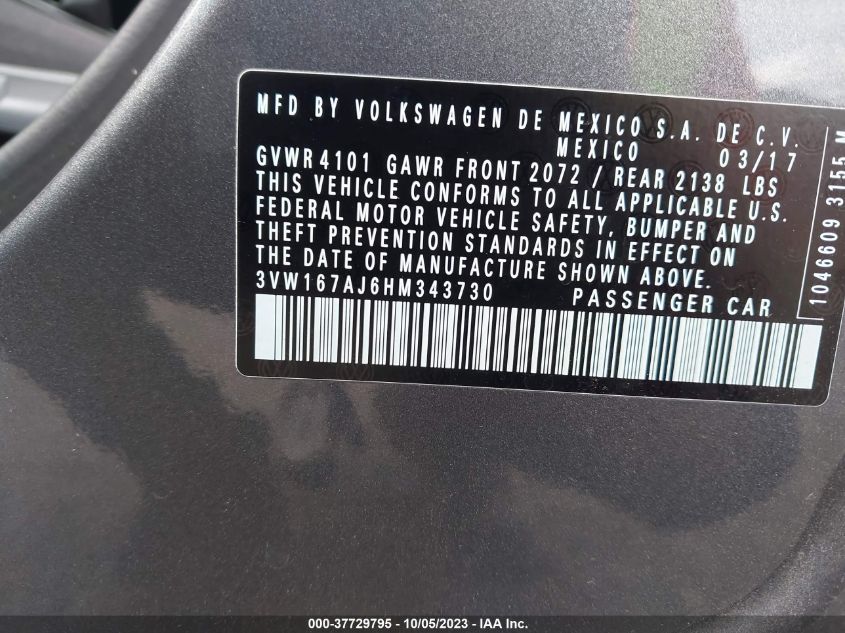 MFD BY VOLKSWAGEN DE MEXICO S.A. DE C.V.
MEXICO 03/17
GVWR 4101 GAWR FRONT 2072 / REAR 2138 LBS
THIS VEHICLE CONFORMS TO ALL APPLICABLE U.S.
FEDERAL MOTOR VEHICLE SAFETY, BUMPER AND
THEFT PREVENTION STANDARDS IN EFFECT ON
THE DATE OF MANUFACTURE SHOWN ABOVE.
3VW167AJ6HM343730 PASSENGER CAR
1046609 3155 M
000-37729795 - 10/05/2023 - IAA Inc.